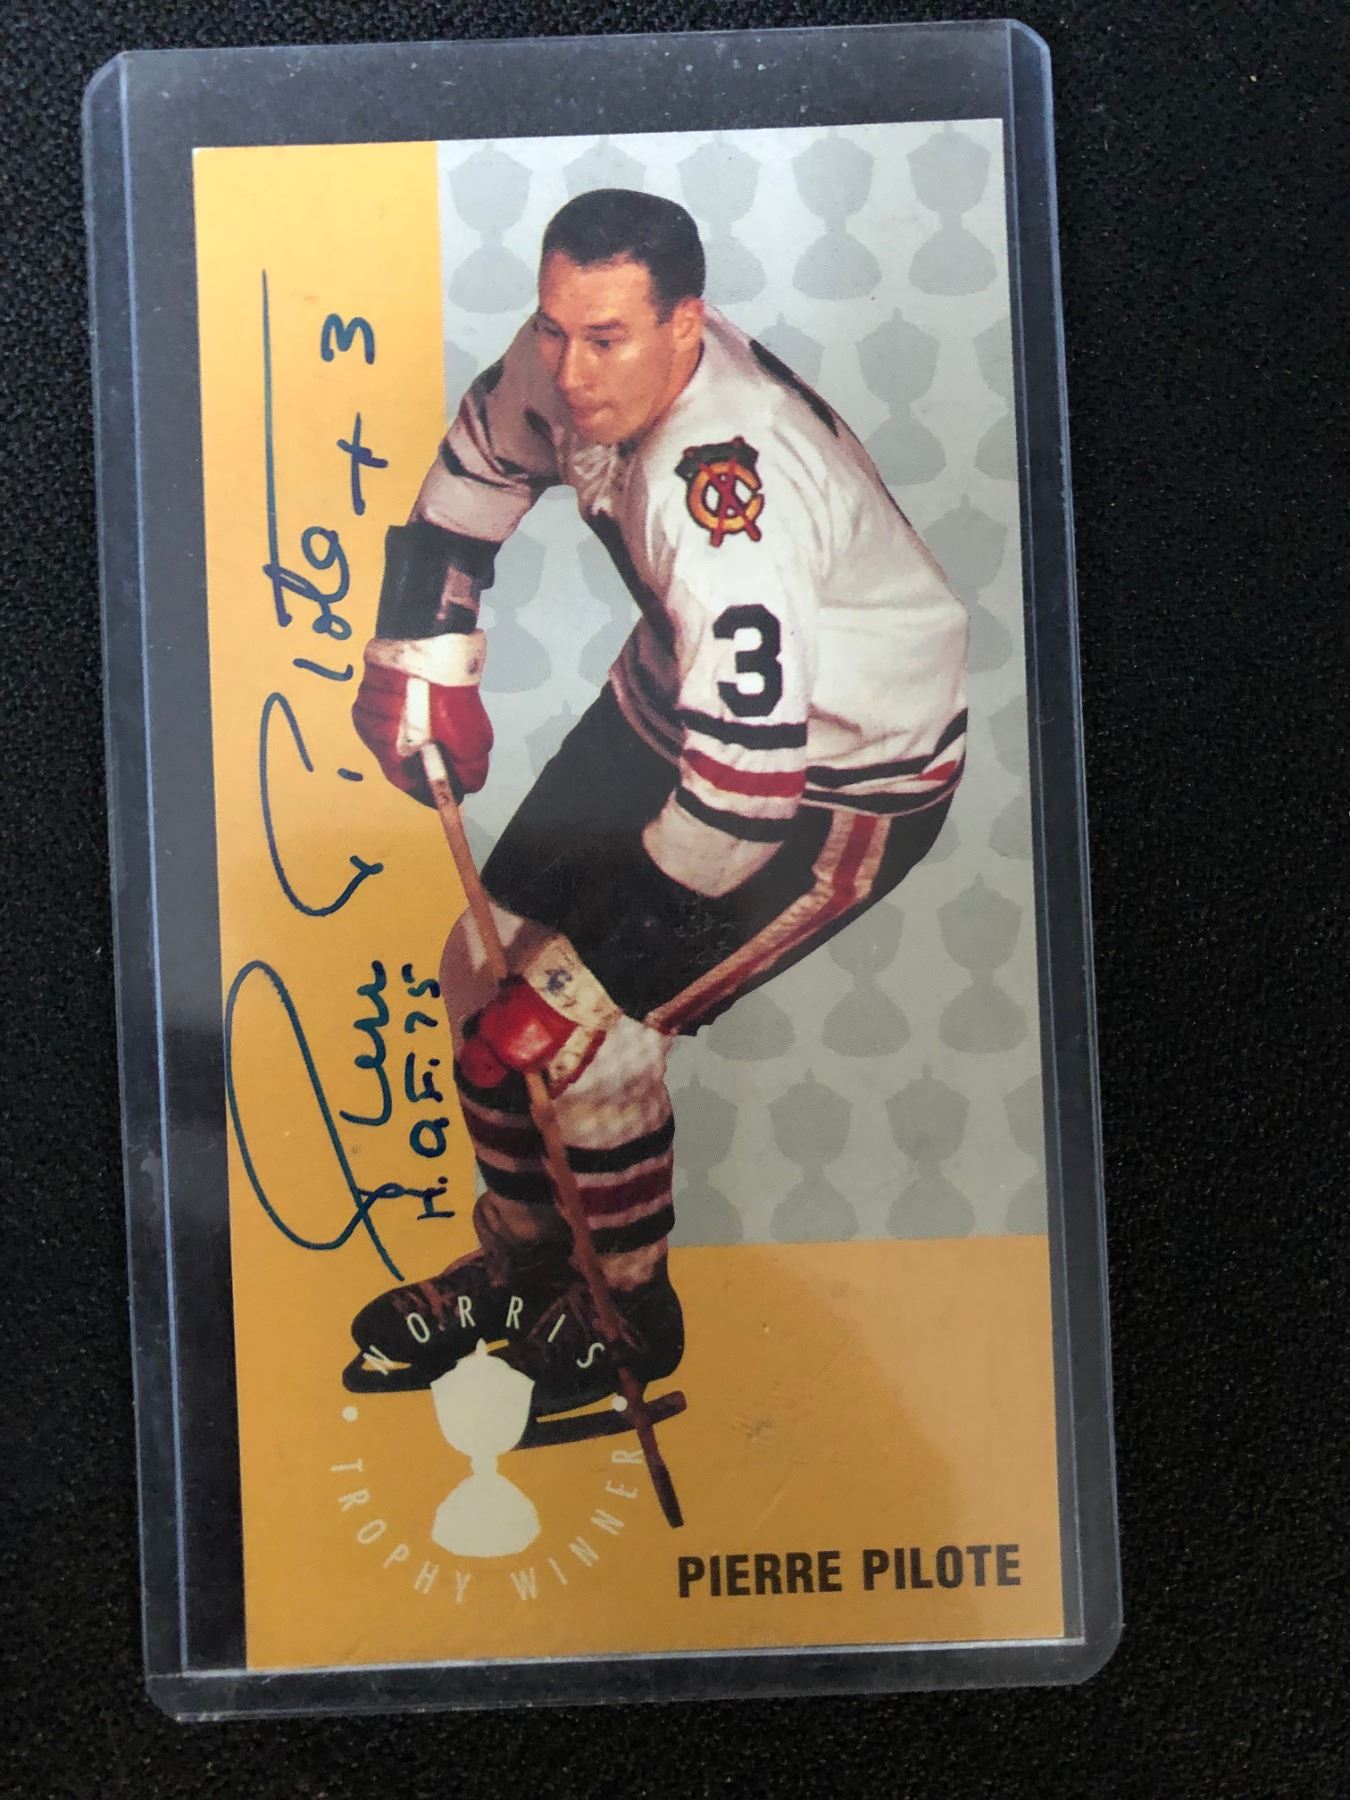 Pierre Pilote + 3
H.O.F. 75
3
NORRIS
• TROPHY WINNER •
PIERRE PILOTE